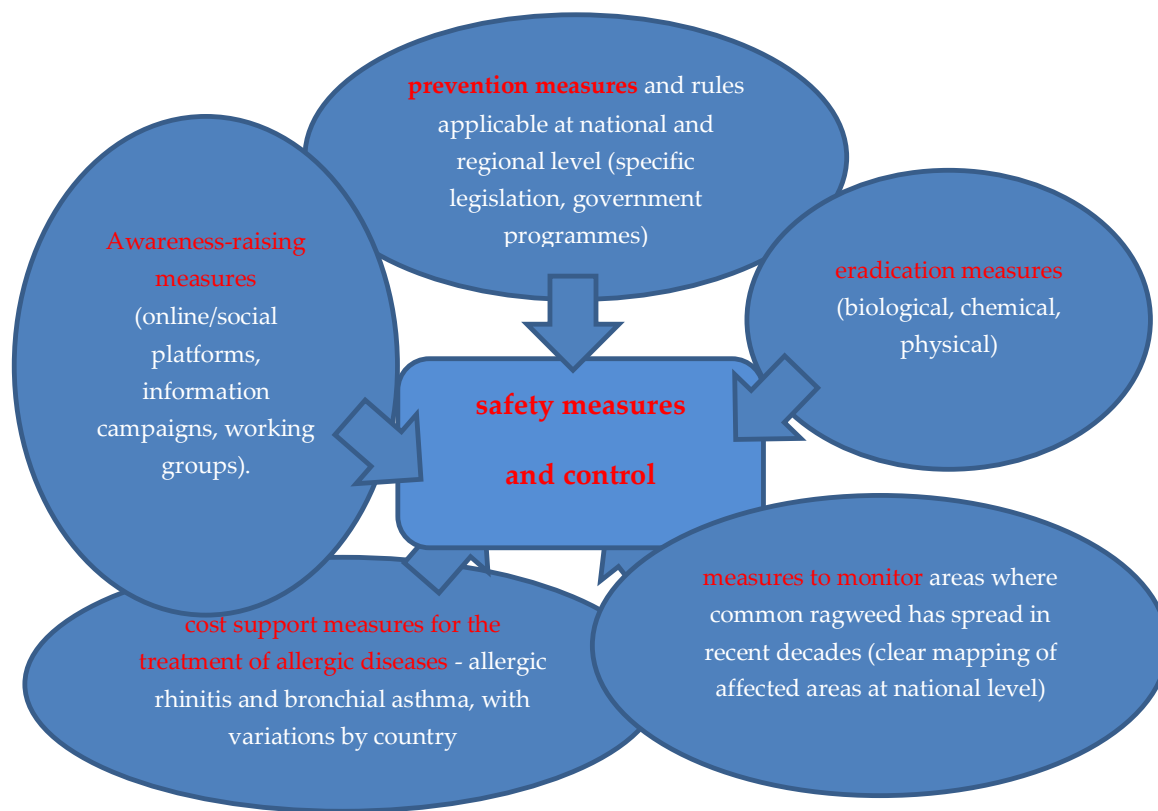 prevention measures and rules
applicable at national and
regional level (specific
legislation, government
programmes)
Awareness-raising
measures
(online/social
platforms,
information
campaigns, working
groups).
eradication measures
(biological, chemical,
physical)
safety measures
and control
cost support measures for the
treatment of allergic diseases - allergic
rhinitis and bronchial asthma, with
variations by country
measures to monitor areas where
common ragweed has spread in
recent decades (clear mapping of
affected areas at national level)